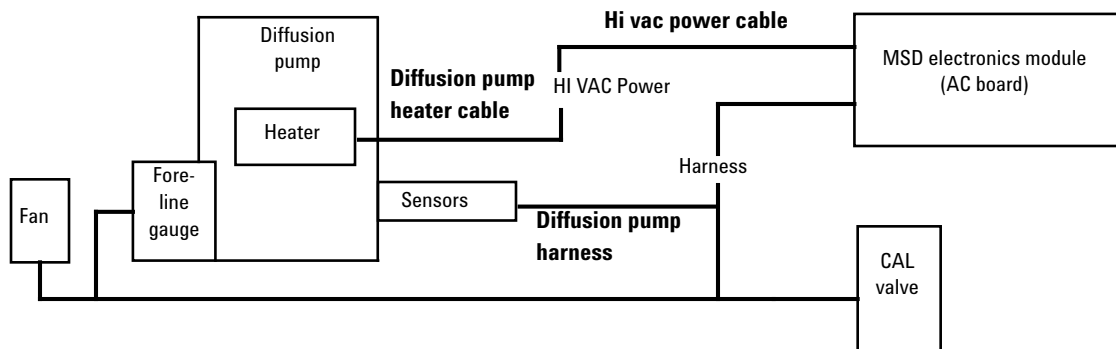 Hi vac power cable
Diffusion
pump
MSD electronics module
(AC board)
Diffusion pump
heater cable
HI VAC Power
Heater
Harness
Fore-
line
gauge
Sensors
Fan
Diffusion pump
harness
CAL
valve